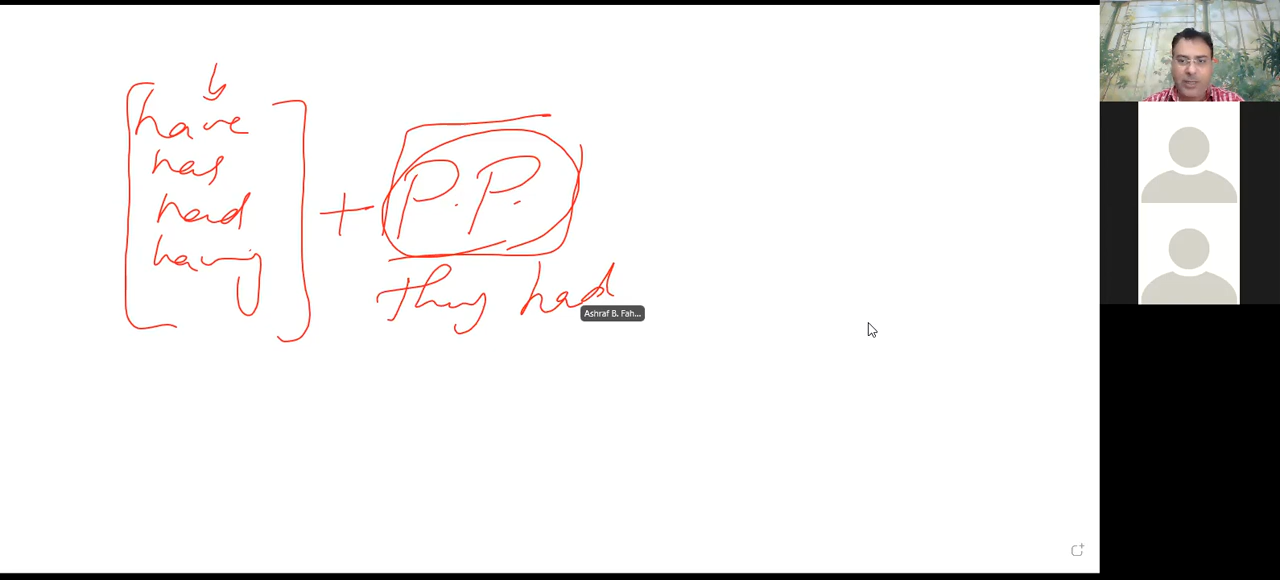 have
has
had
having
+ P.P.
They had
Ashraf B. Fah...